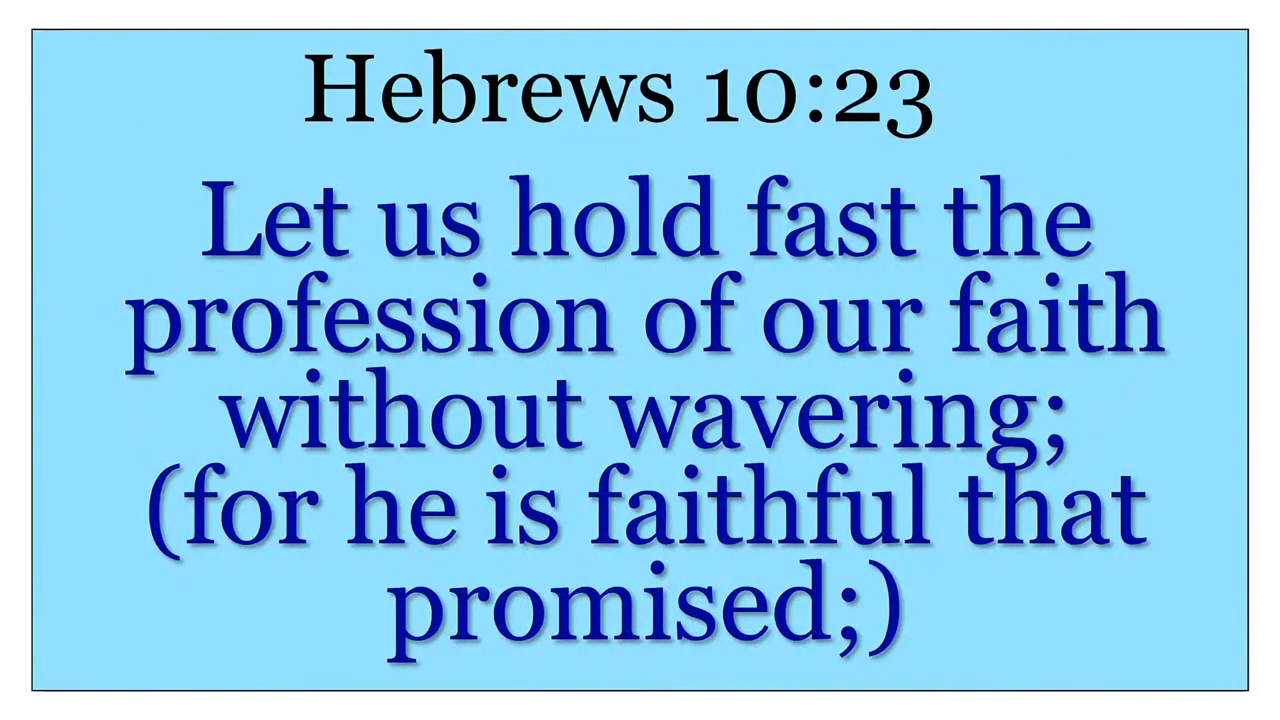 Hebrews 10:23
Let us hold fast the
profession of our faith
without wavering;
(for he is faithful that
promised;)